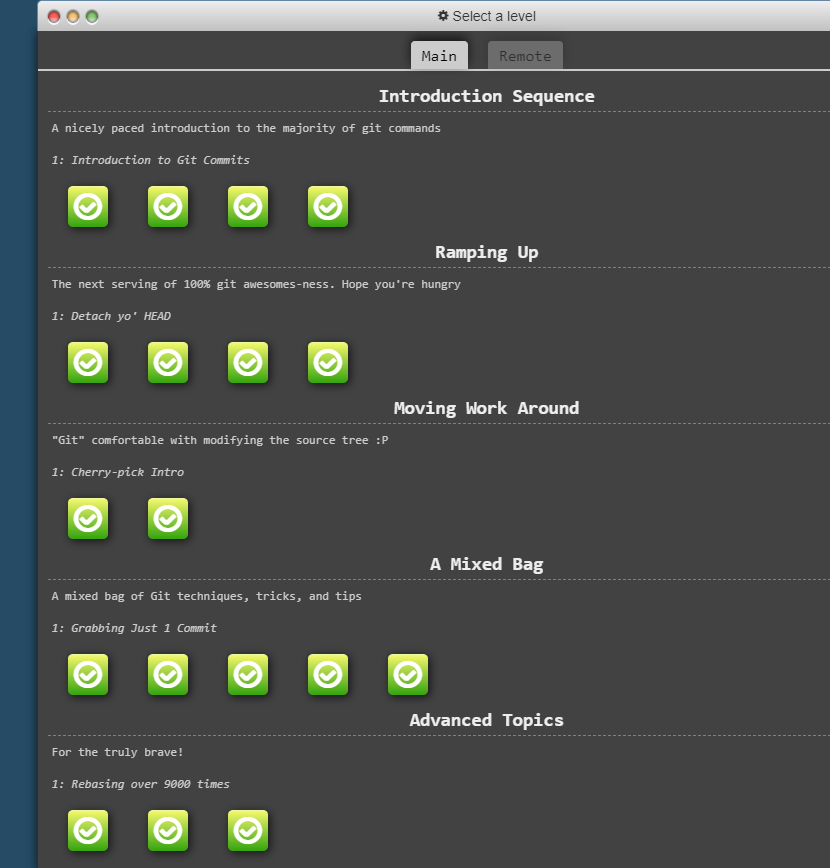 Select a level
Main Remote
Introduction Sequence
A nicely paced introduction to the majority of git commands
1: Introduction to Git Commits
Ramping Up
The next serving of 100% git awesomes-ness. Hope you're hungry
1: Detach yo' HEAD
Moving Work Around
"Git" comfortable with modifying the source tree :P
1: Cherry-pick Intro
A Mixed Bag
A mixed bag of Git techniques, tricks, and tips
1: Grabbing Just 1 Commit
Advanced Topics
For the truly brave!
1: Rebasing over 9000 times